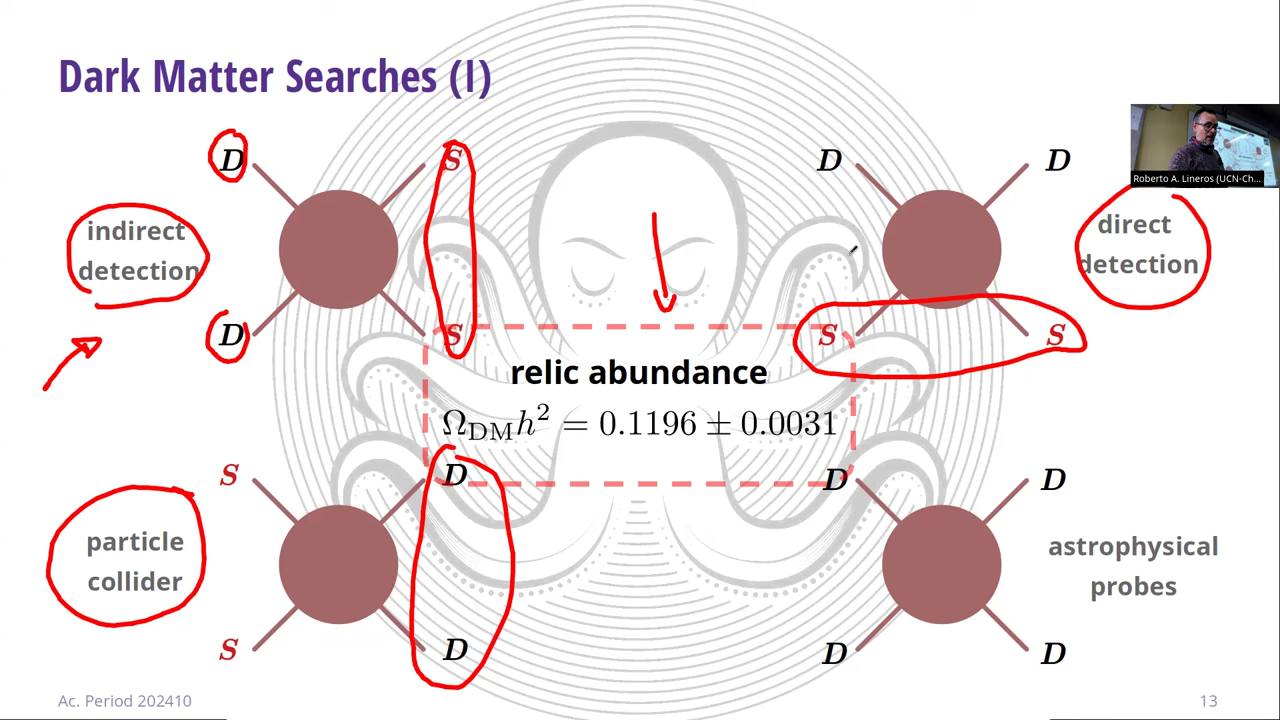 Dark Matter Searches (I)
D
S
indirect
detection
D
S
D
D
direct
detection
S
S
Roberto A. Lineros (UCN-Ch...
relic abundance
Ω_DM h² = 0.1196 ± 0.0031
S
D
particle
collider
S
D
D
D
astrophysical
probes
D
D
Ac. Period 202410
13